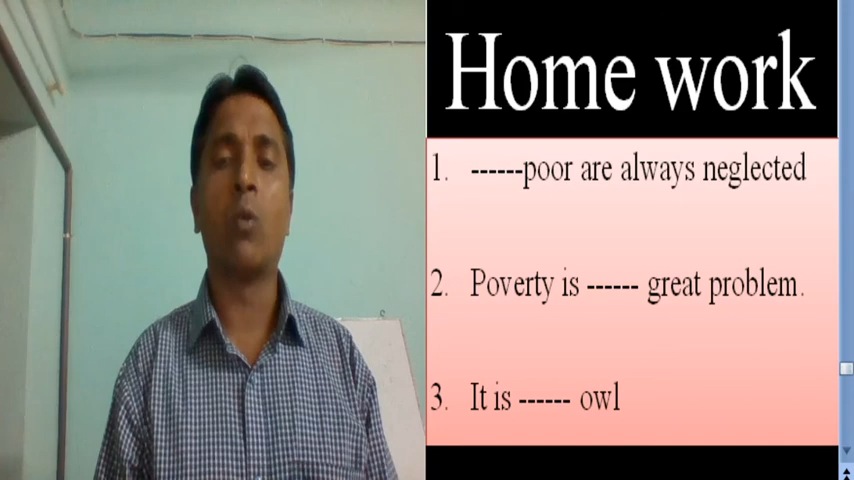 Home work
1. ------poor are always neglected
2. Poverty is ------ great problem.
3. It is ------ owl